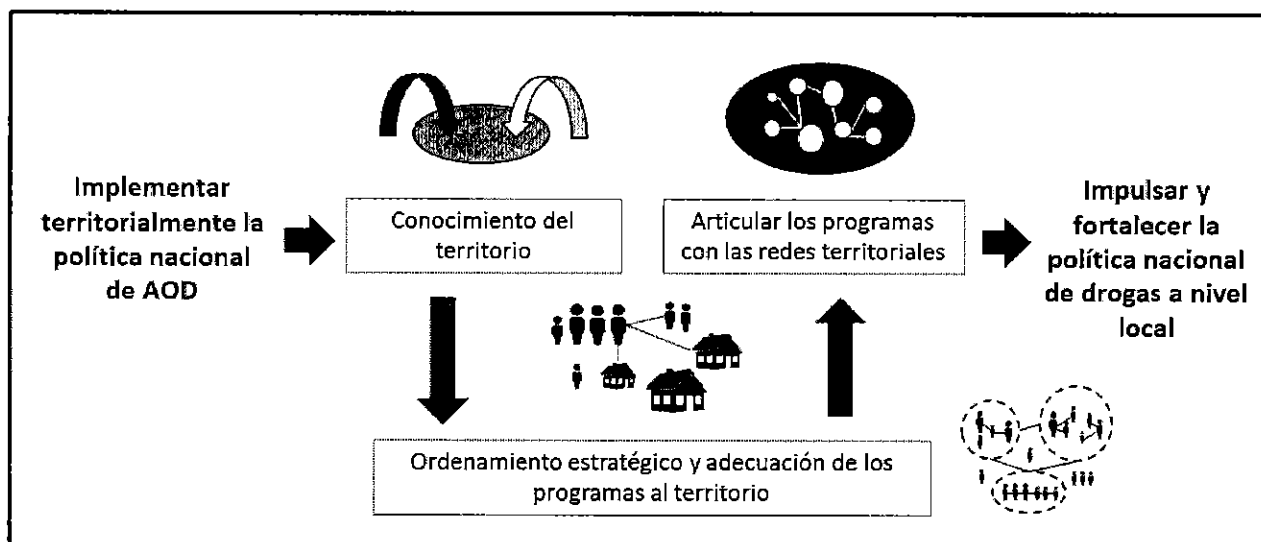 Implementar
territorialmente la
política nacional
de AOD
Conocimiento del
territorio
Ordenamiento estratégico y adecuación de los
programas al territorio
Articular los programas
con las redes territoriales
Impulsar y
fortalecer la
política nacional
de drogas a nivel
local